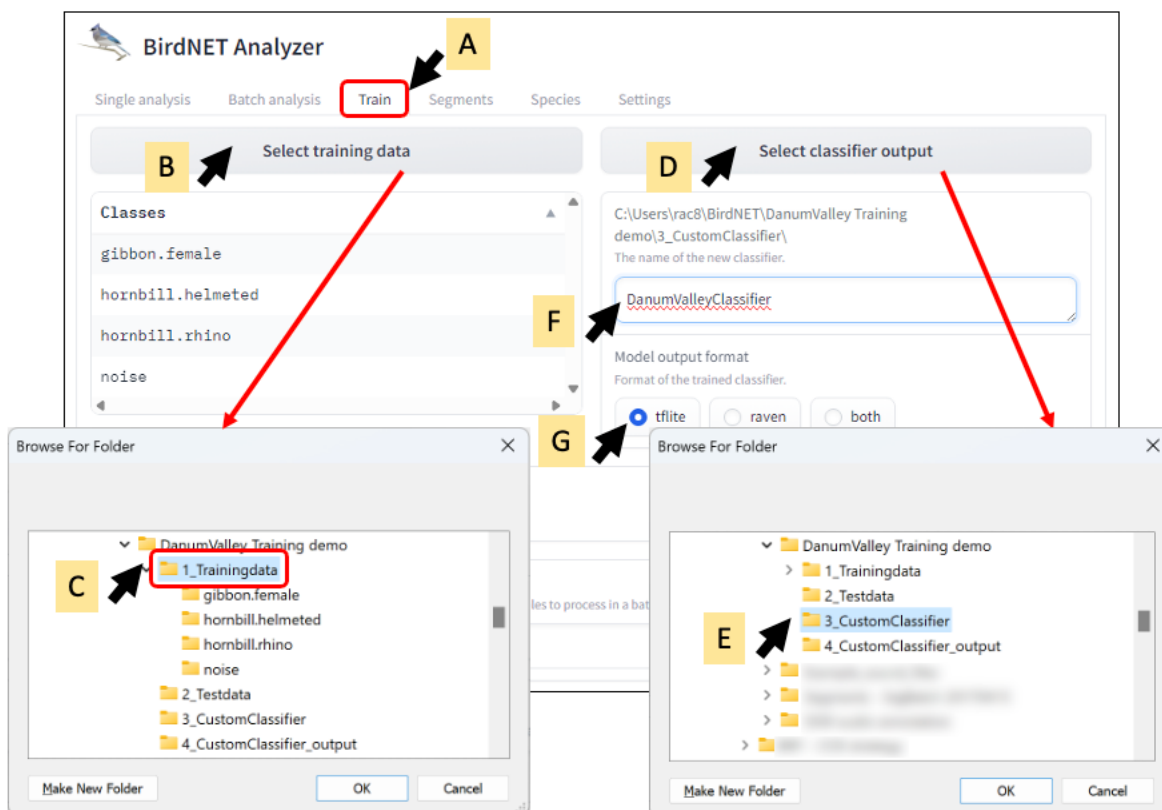 BirdNET Analyzer
A
Single analysis Batch analysis Train Segments Species Settings
B
Select training data
D
Select classifier output
Classes
gibbon.female
hornbill.helmeted
hornbill.rhino
noise
C:\Users\rac8\BirdNET\DanumValley Training
demo\3_CustomClassifier\
The name of the new classifier.
F
DanumValleyClassifier
Model output format
Format of the trained classifier.
G
tflite raven both
Browse For Folder
DanumValley Training demo
C
1_Trainingdata
gibbon.female
hornbill.helmeted
hornbill.rhino
noise
2_Testdata
3_CustomClassifier
4_CustomClassifier_output
Make New Folder OK Cancel
les to process in a bat
Browse For Folder
DanumValley Training demo
1_Trainingdata
2_Testdata
E
3_CustomClassifier
4_CustomClassifier_output
Make New Folder OK Cancel